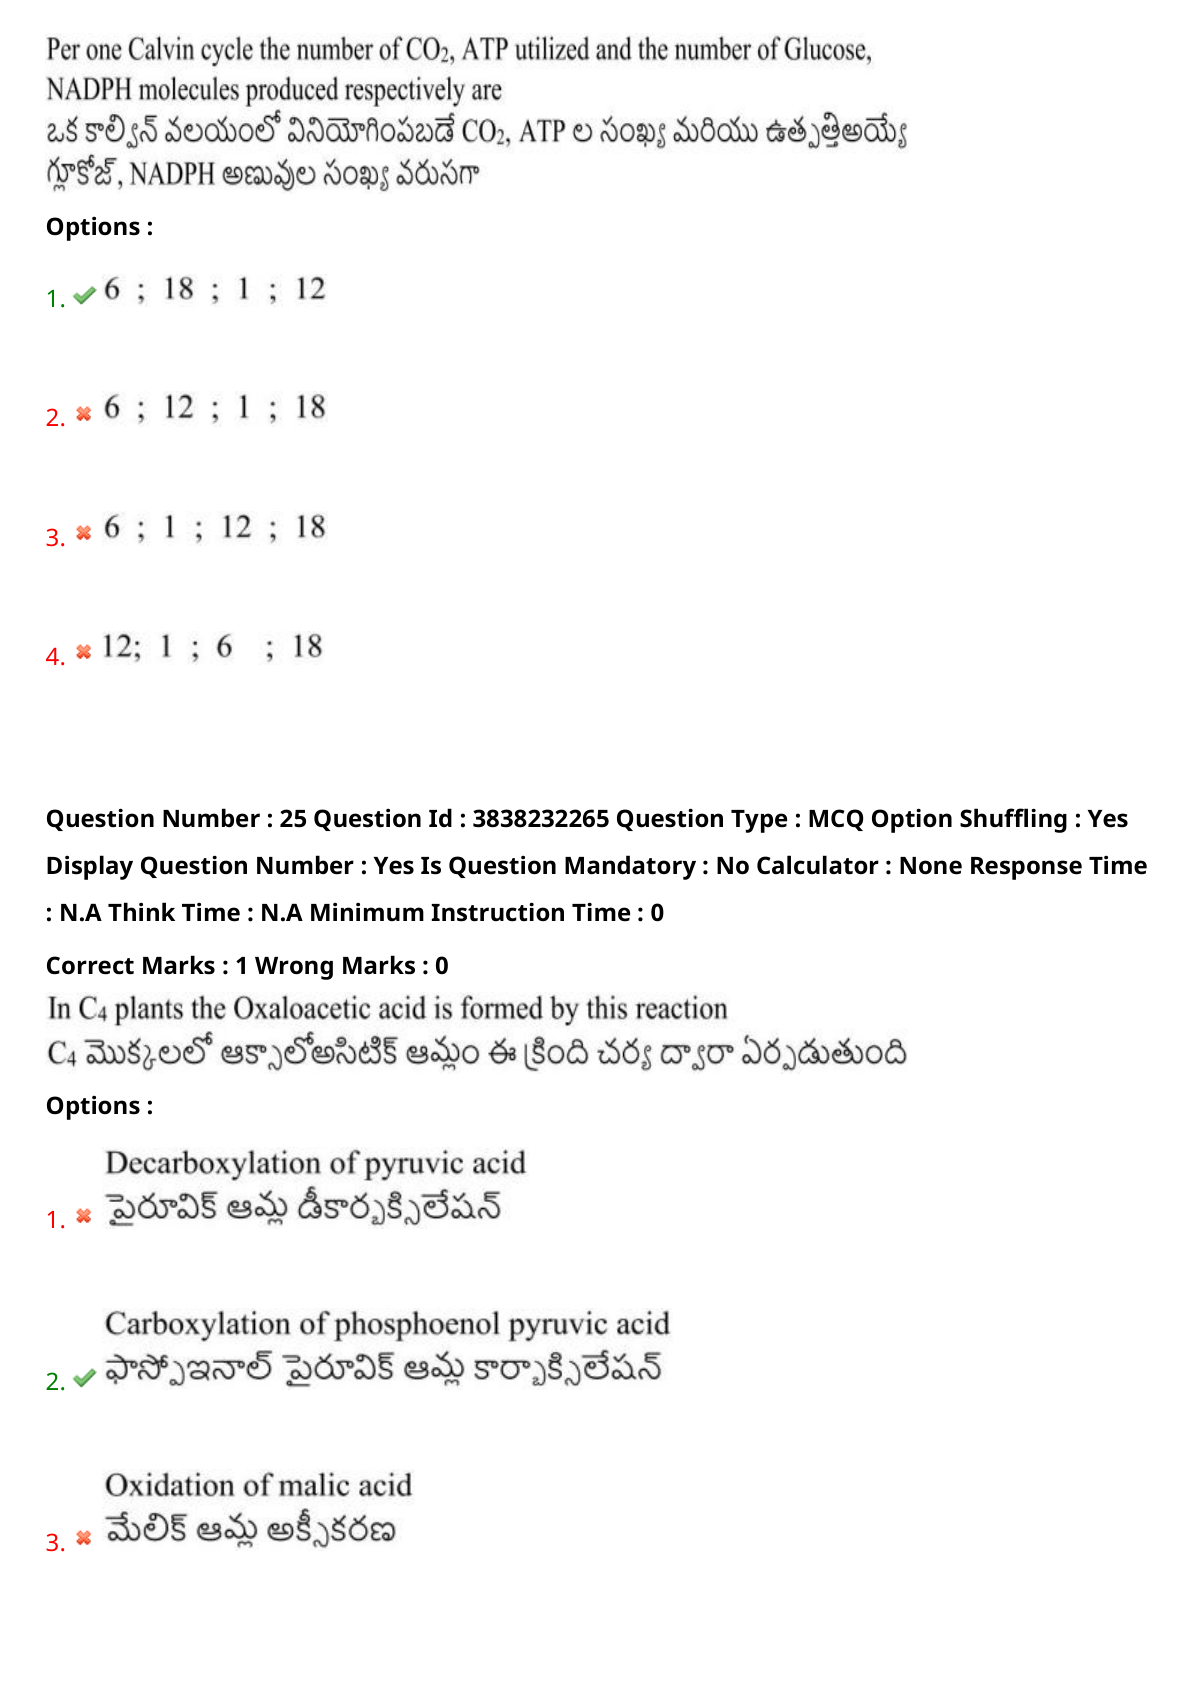 Per one Calvin cycle the number of CO₂, ATP utilized and the number of Glucose,
NADPH molecules produced respectively are
ఒక కాల్విన్ వలయంలో వినియోగింపబడే CO₂, ATP ల సంఖ్య మరియు ఉత్పత్తిఅయ్యే
గ్లూకోజ్, NADPH అణువుల సంఖ్య వరుసగా
Options :
1. 6 ; 18 ; 1 ; 12
2. 6 ; 12 ; 1 ; 18
3. 6 ; 1 ; 12 ; 18
4. 12; 1 ; 6 ; 18
Question Number : 25 Question Id : 3838232265 Question Type : MCQ Option Shuffling : Yes
Display Question Number : Yes Is Question Mandatory : No Calculator : None Response Time
: N.A Think Time : N.A Minimum Instruction Time : 0
Correct Marks : 1 Wrong Marks : 0
In C₄ plants the Oxaloacetic acid is formed by this reaction
C₄ మొక్కలలో ఆక్సాలోఅసిటిక్ ఆమ్లం ఈ క్రింది చర్య ద్వారా ఏర్పడుతుంది
Options :
Decarboxylation of pyruvic acid
1. పైరూవిక్ ఆమ్ల డీకార్బక్సిలేషన్
Carboxylation of phosphoenol pyruvic acid
2. ఫాస్ఫోఇనాల్ పైరూవిక్ ఆమ్ల కార్బాక్సిలేషన్
Oxidation of malic acid
3. మేలిక్ ఆమ్ల అక్సీకరణ